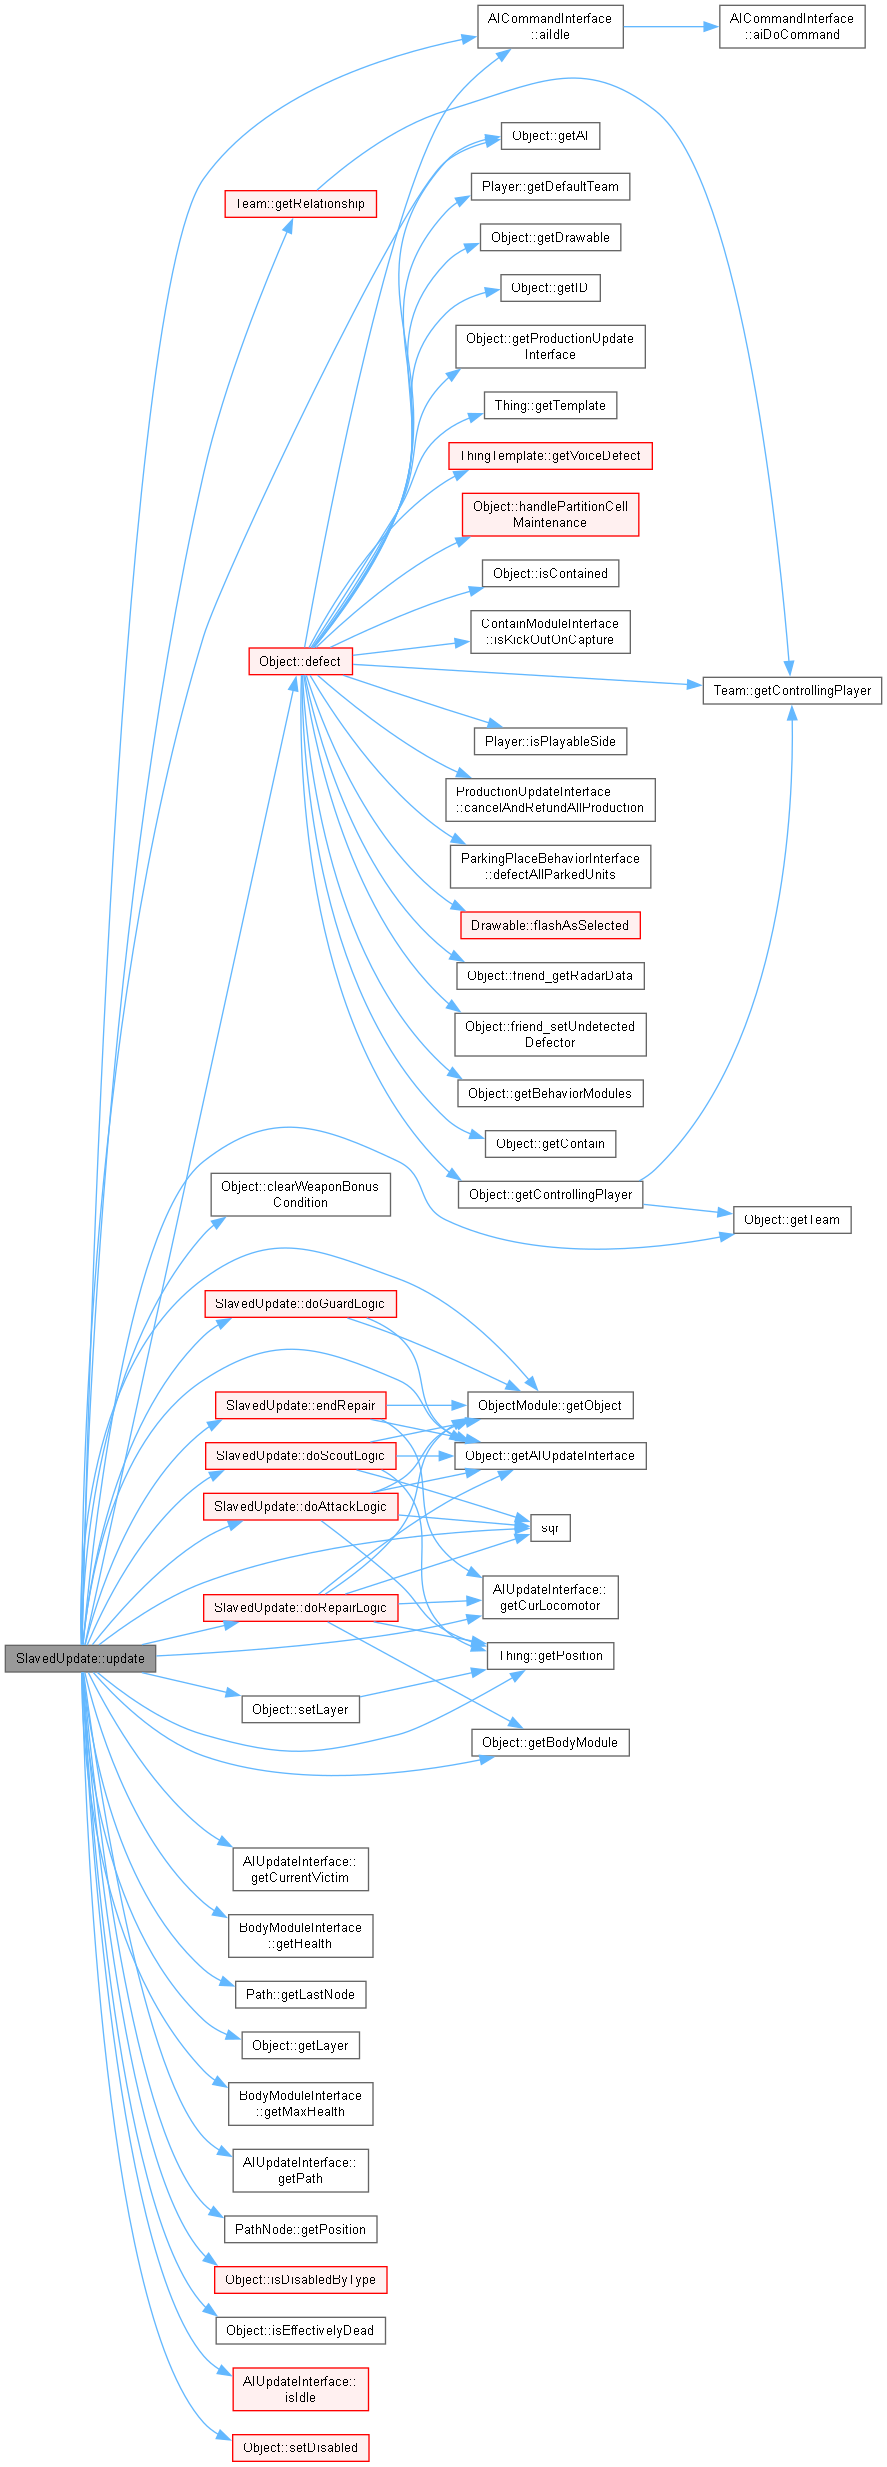 AICommandInterface
::aiIdle
AICommandInterface
::aiDoCommand
Object::getAI
Player::getDefaultTeam
Team::getRelationship
Object::getDrawable
Object::getID
Object::getProductionUpdate
Interface
Thing::getTemplate
ThingTemplate::getVoiceDefect
Object::handlePartitionCell
Maintenance
Object::isContained
ContainModuleInterface
::isKickOutOnCapture
Object::defect
Team::getControllingPlayer
Player::isPlayableSide
ProductionUpdateInterface
::cancelAndRefundAllProduction
ParkingPlaceBehaviorInterface
::defectAllParkedUnits
Drawable::flashAsSelected
Object::friend_getRadarData
Object::friend_setUndetected
Defector
Object::getBehaviorModules
Object::getContain
Object::clearWeaponBonus
Condition
Object::getControllingPlayer
Object::getTeam
SlavedUpdate::doGuardLogic
SlavedUpdate::endRepair
ObjectModule::getObject
SlavedUpdate::doScoutLogic
Object::getAIUpdateInterface
SlavedUpdate::doAttackLogic
sqr
AIUpdateInterface::
getCurLocomotor
SlavedUpdate::doRepairLogic
SlavedUpdate::update
Thing::getPosition
Object::setLayer
Object::getBodyModule
AIUpdateInterface::
getCurrentVictim
BodyModuleInterface
::getHealth
Path::getLastNode
Object::getLayer
BodyModuleInterface
::getMaxHealth
AIUpdateInterface::
getPath
PathNode::getPosition
Object::isDisabledByType
Object::isEffectivelyDead
AIUpdateInterface::
isIdle
Object::setDisabled